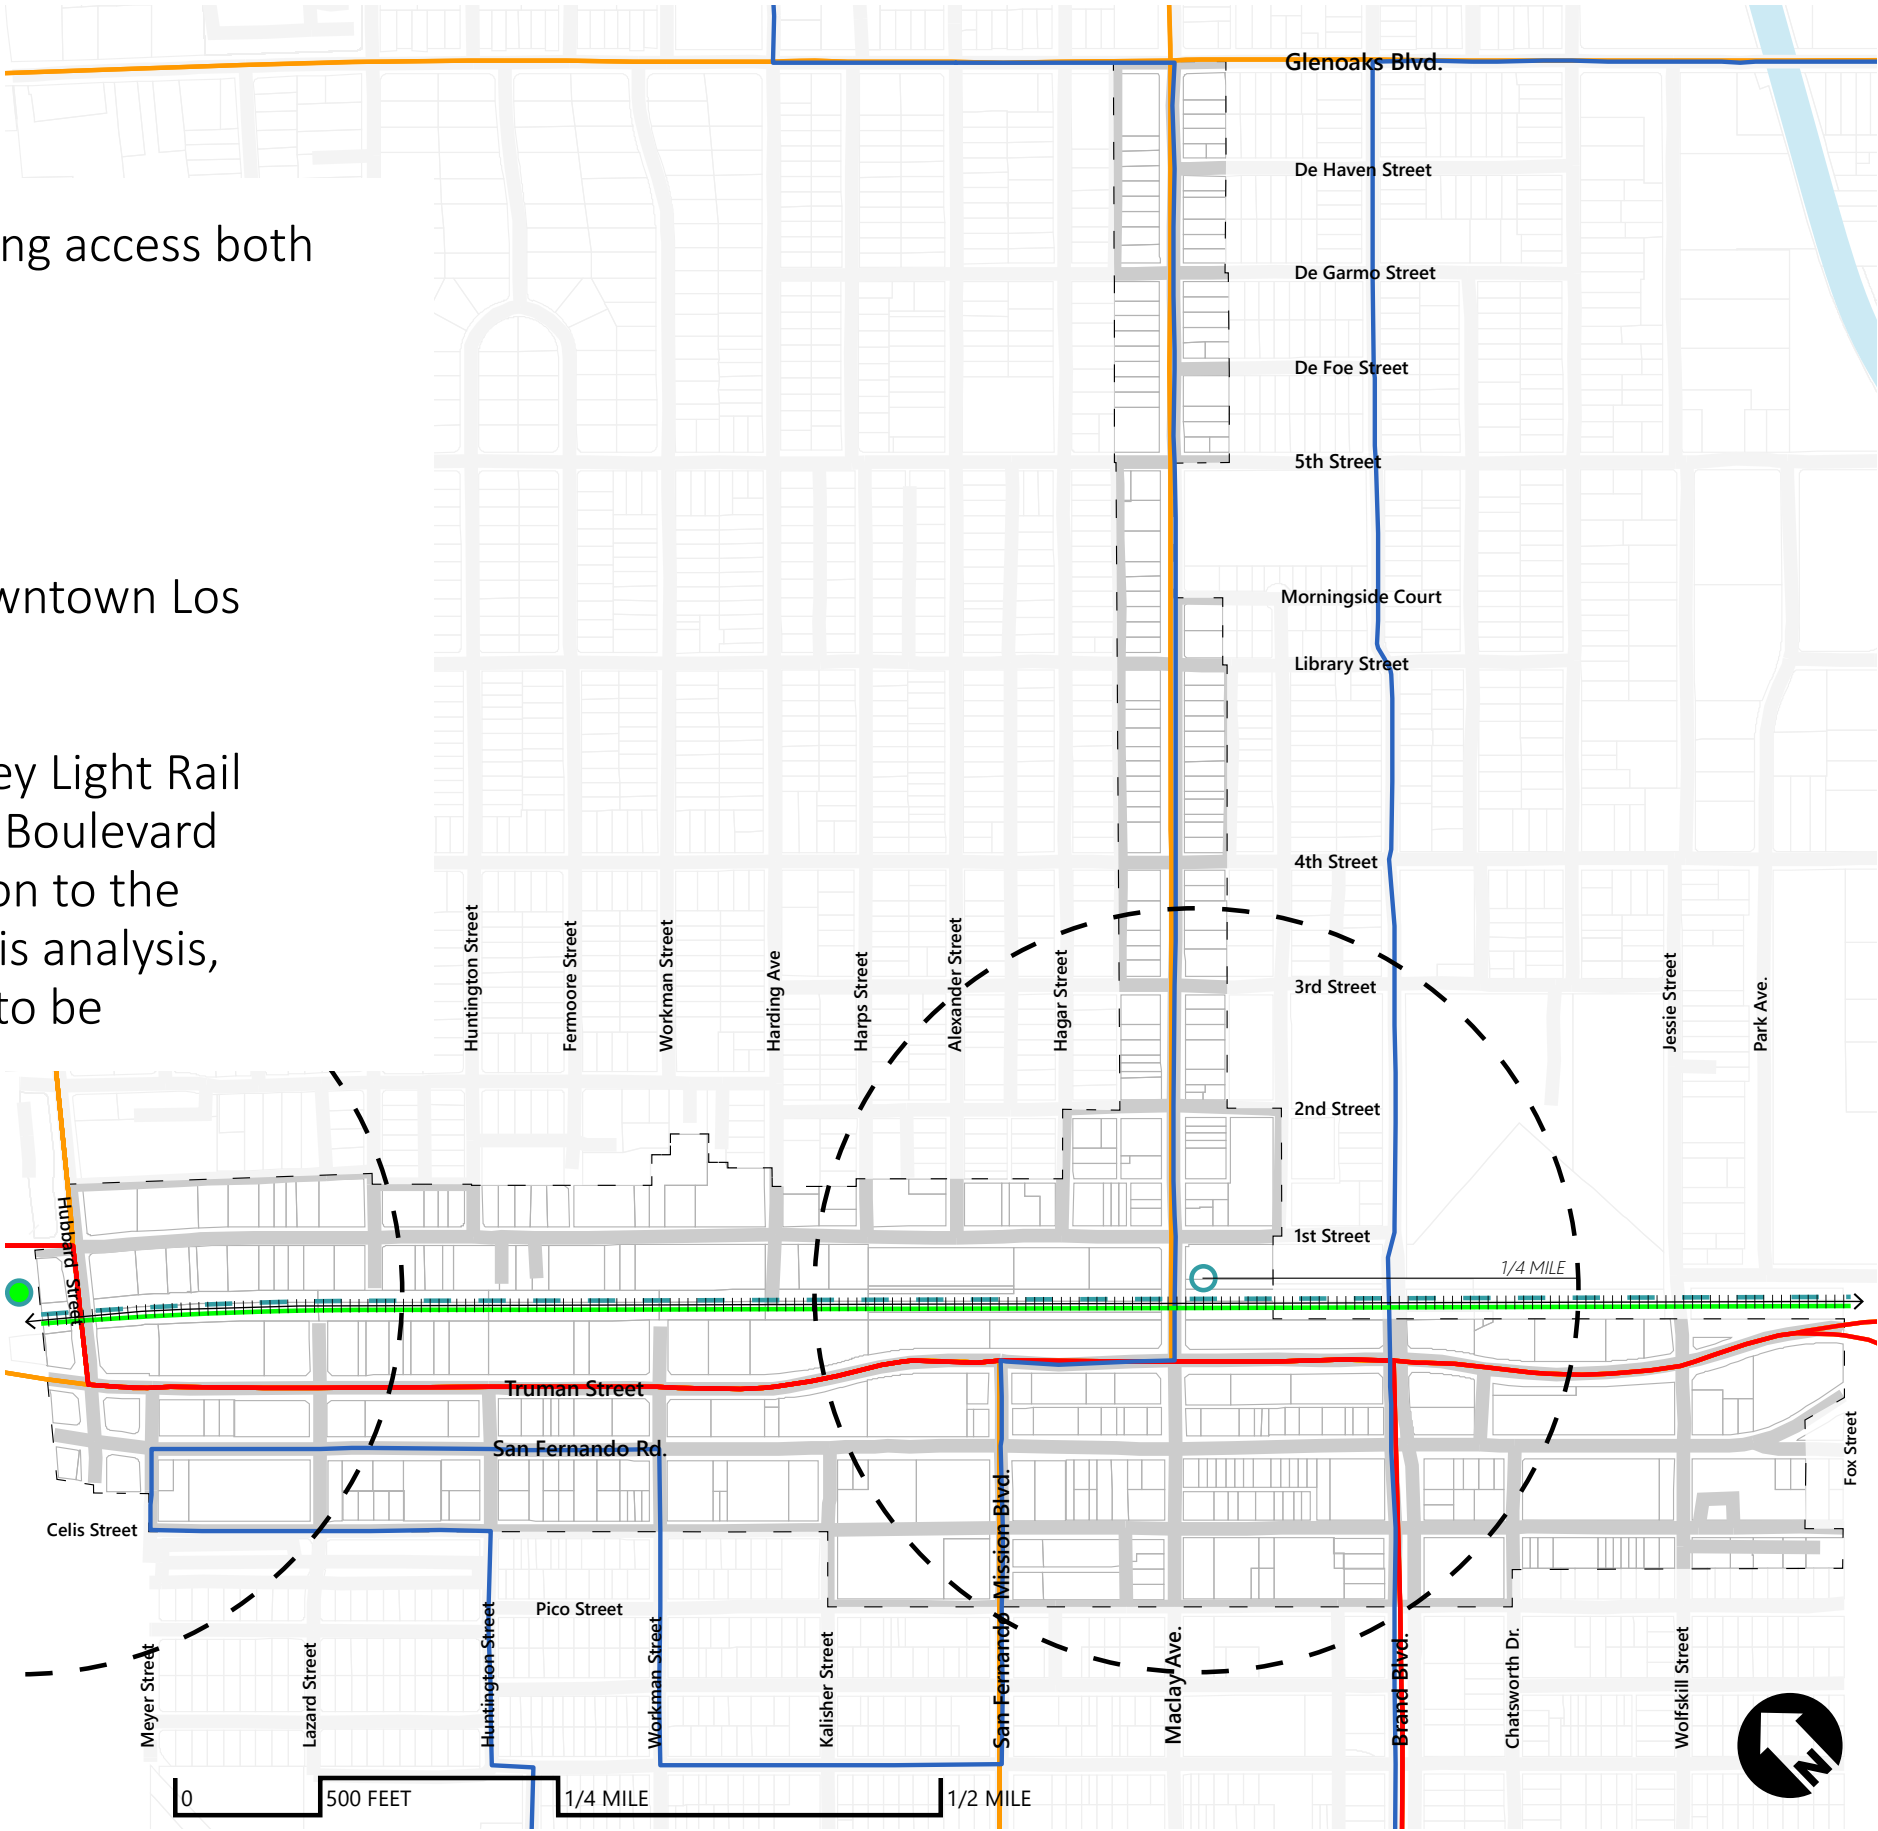 Glenoaks Blvd.
De Haven Street
ng access both
De Garmo Street
De Foe Street
5th Street
wntown Los
Morningside Court
Library Street
ey Light Rail
Boulevard
on to the
is analysis,
to be
4th Street
Huntington Street
Fermoore Street
Workman Street
Harding Ave
Harps Street
Alexander Street
Hagar Street
3rd Street
Jessie Street
Park Ave.
2nd Street
Hubbard Street
1st Street
1/4 MILE
Truman Street
San Fernando Rd.
Fox Street
Celis Street
Pico Street
Meyer Street
Lazard Street
Huntington Street
Workman Street
Kalisher Street
San Fernando Mission Blvd.
Maclay Ave.
Brand Blvd.
Chatsworth Dr.
Wolfskill Street
0
500 FEET
1/4 MILE
1/2 MILE
N